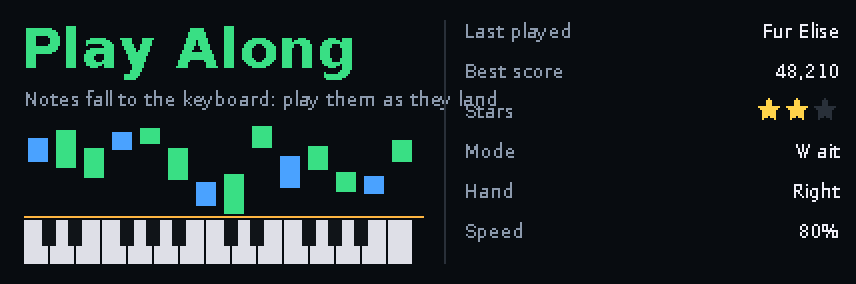 Play Along
Notes fall to the keyboard: play them as they land
Last played Fur Elise
Best score 48,210
Stars
Mode Wait
Hand Right
Speed 80%